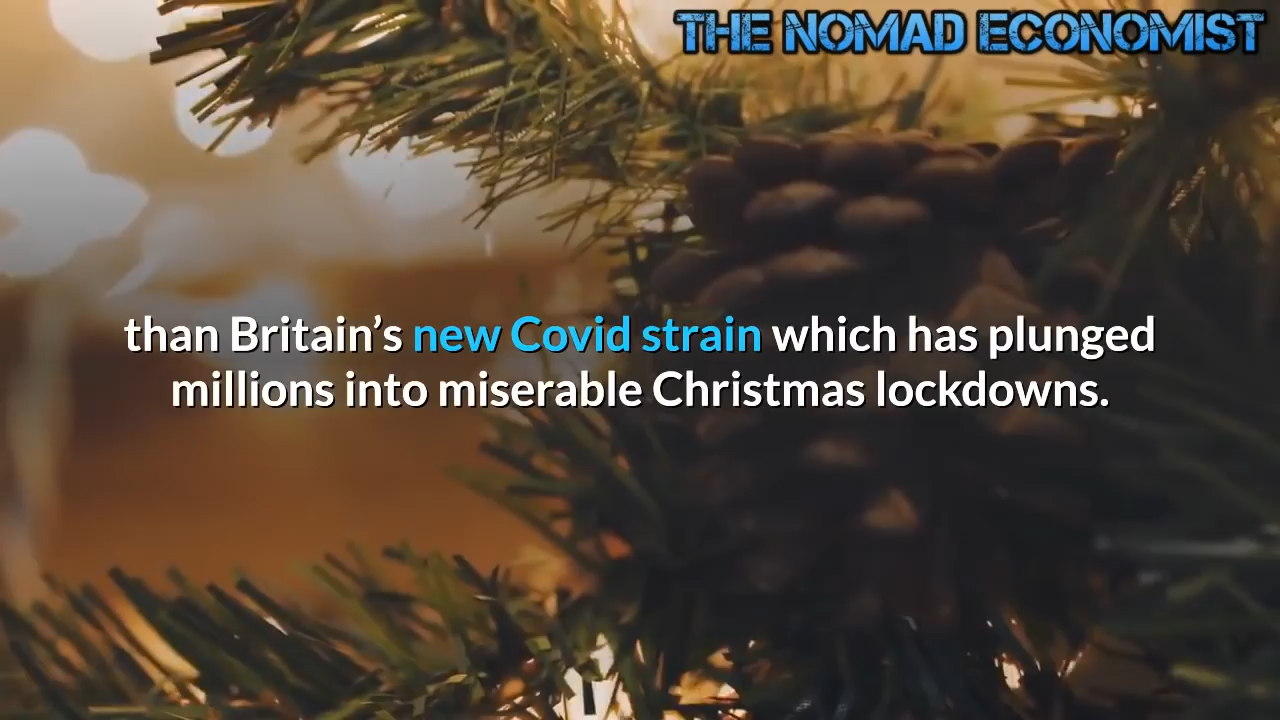 THE NOMAD ECONOMIST
than Britain’s new Covid strain which has plunged
millions into miserable Christmas lockdowns.